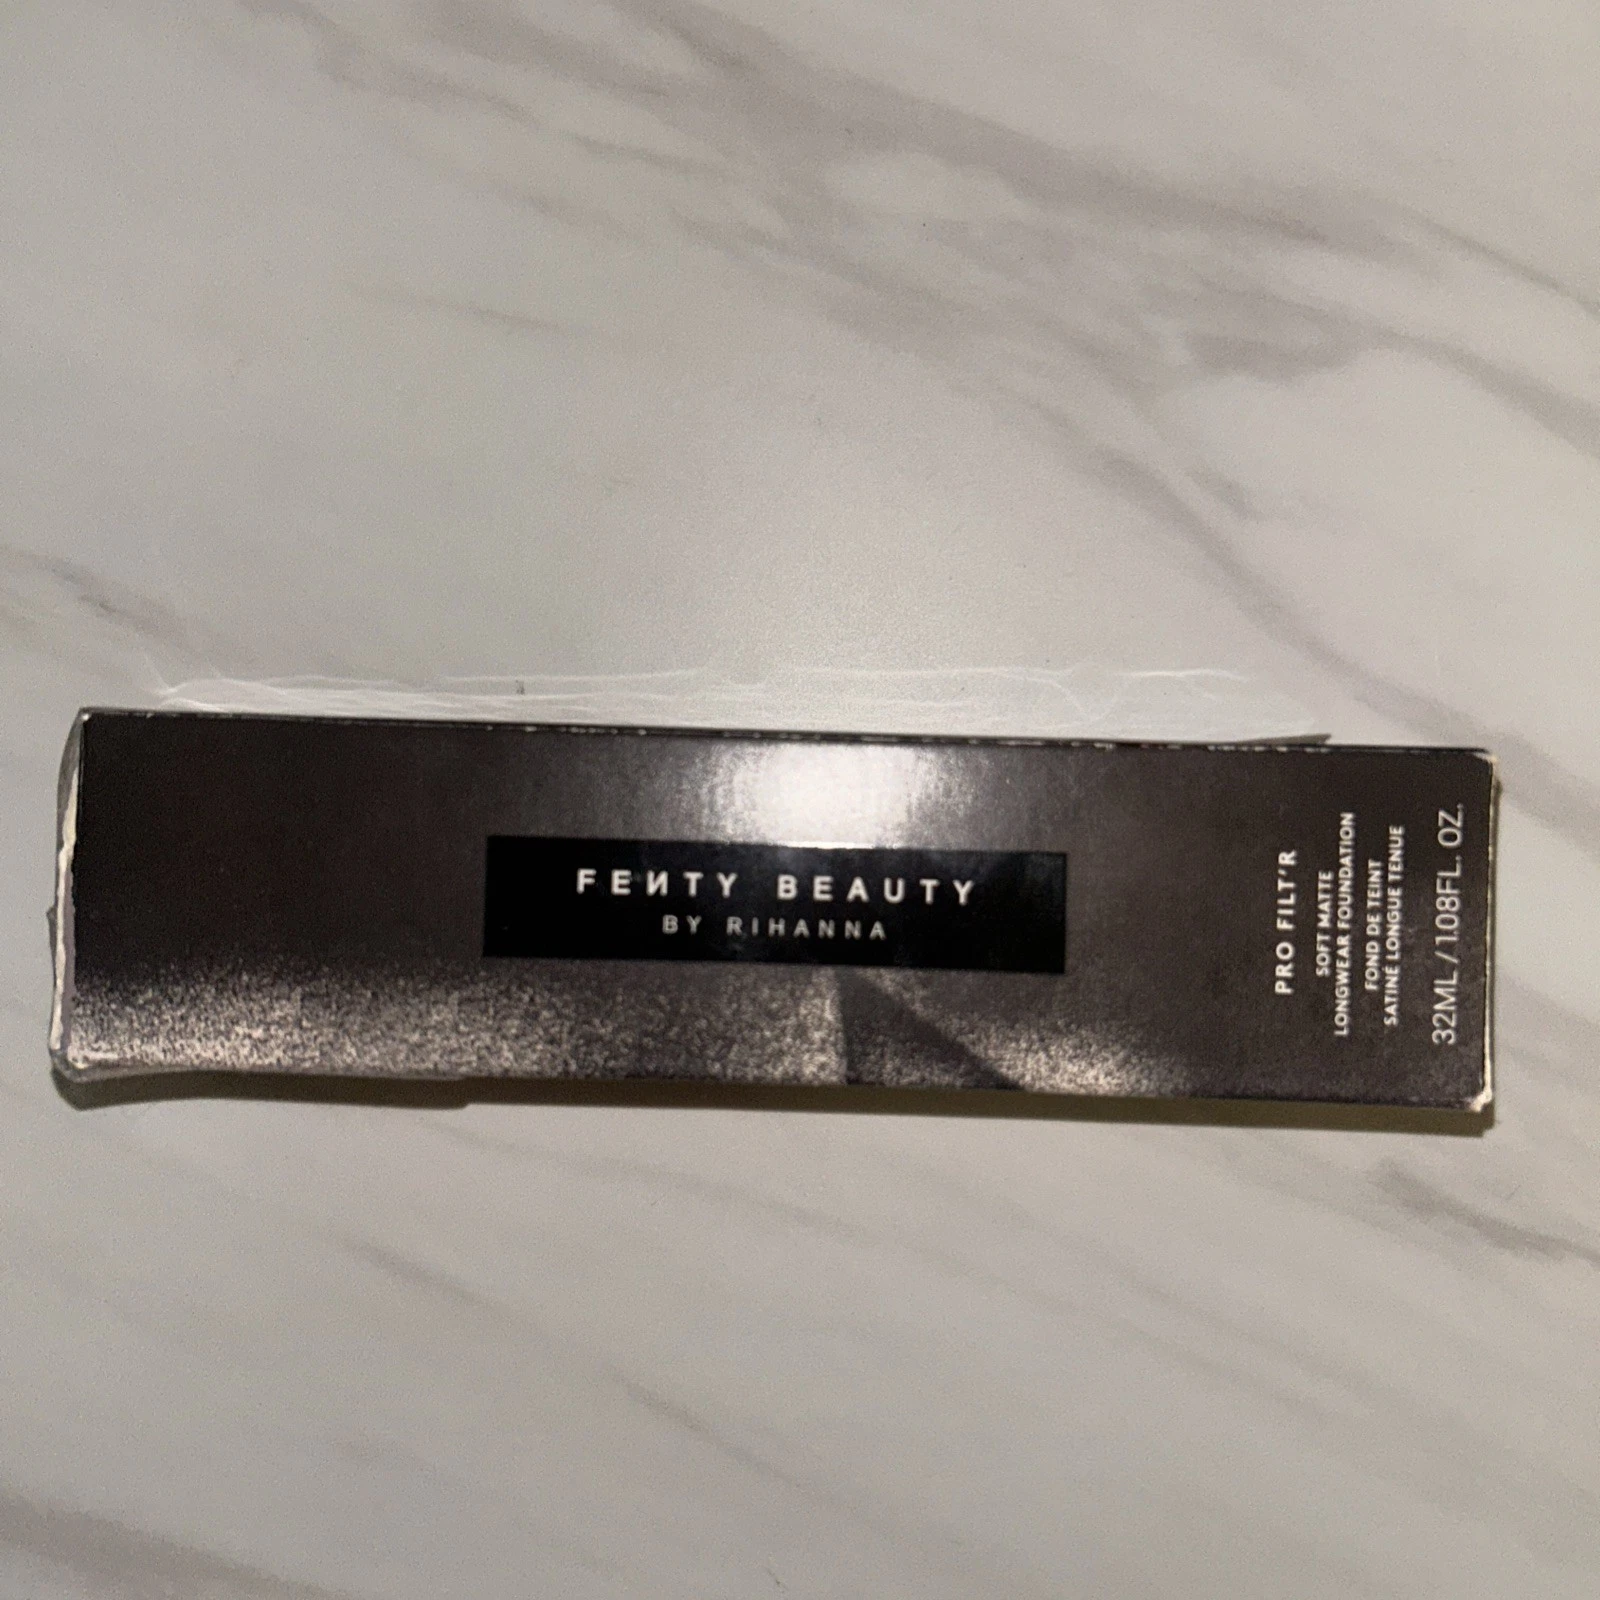 FEИTY BEAUTY
BY RIHANNA
PRO FILT'R
SOFT MATTE
LONGWEAR FOUNDATION
FOND DE TEINT
SATINÉ LONGUE TENUE
32ML / 1.08FL. OZ.